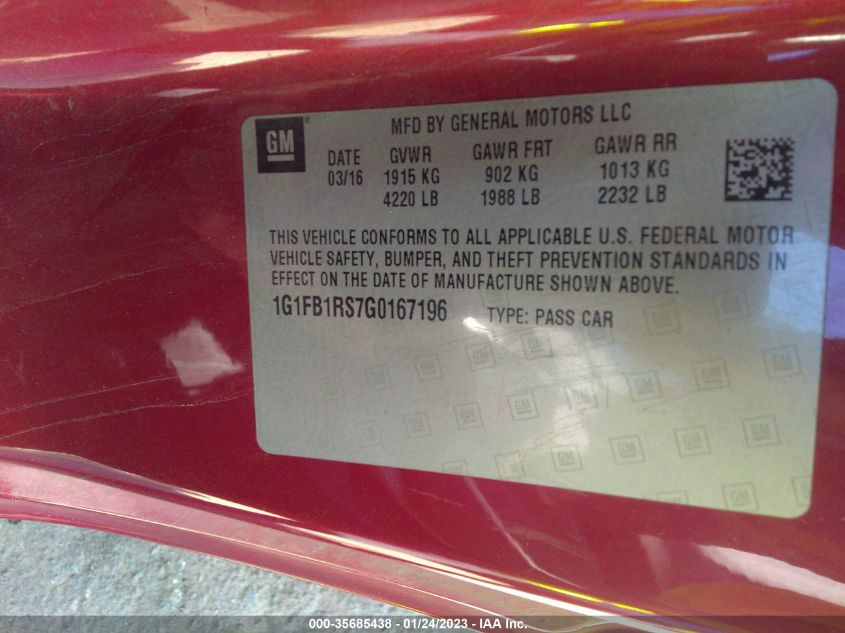 GM
MFD BY GENERAL MOTORS LLC
DATE GVWR GAWR FRT GAWR RR
03/16 1915 KG 902 KG 1013 KG
4220 LB 1988 LB 2232 LB
THIS VEHICLE CONFORMS TO ALL APPLICABLE U.S. FEDERAL MOTOR
VEHICLE SAFETY, BUMPER, AND THEFT PREVENTION STANDARDS IN
EFFECT ON THE DATE OF MANUFACTURE SHOWN ABOVE.
1G1FB1RS7G0167196 TYPE: PASS CAR
000-35685438 - 01/24/2023 - IAA Inc.